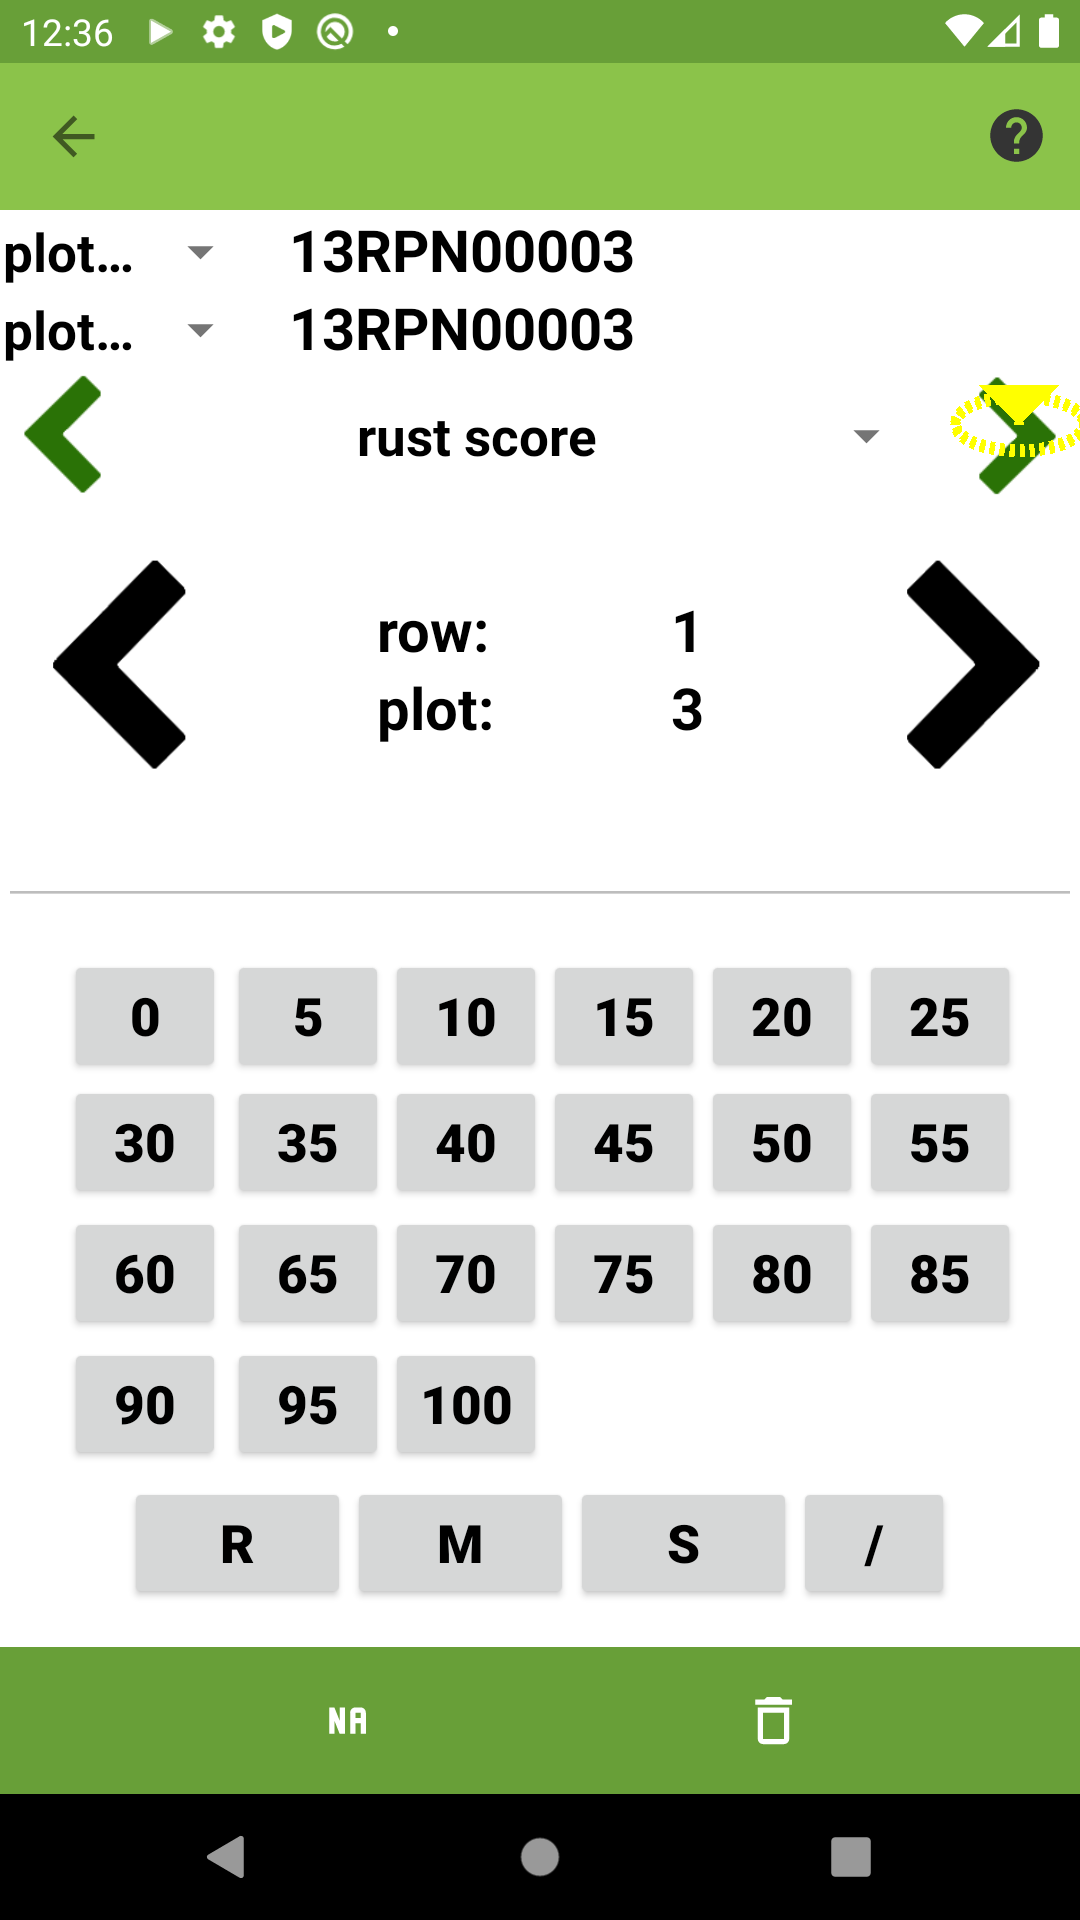 12:36
plot... 13RPN00003
plot... 13RPN00003
rust score
row: 1
plot: 3
0 5 10 15 20 25
30 35 40 45 50 55
60 65 70 75 80 85
90 95 100
R M S /
NA